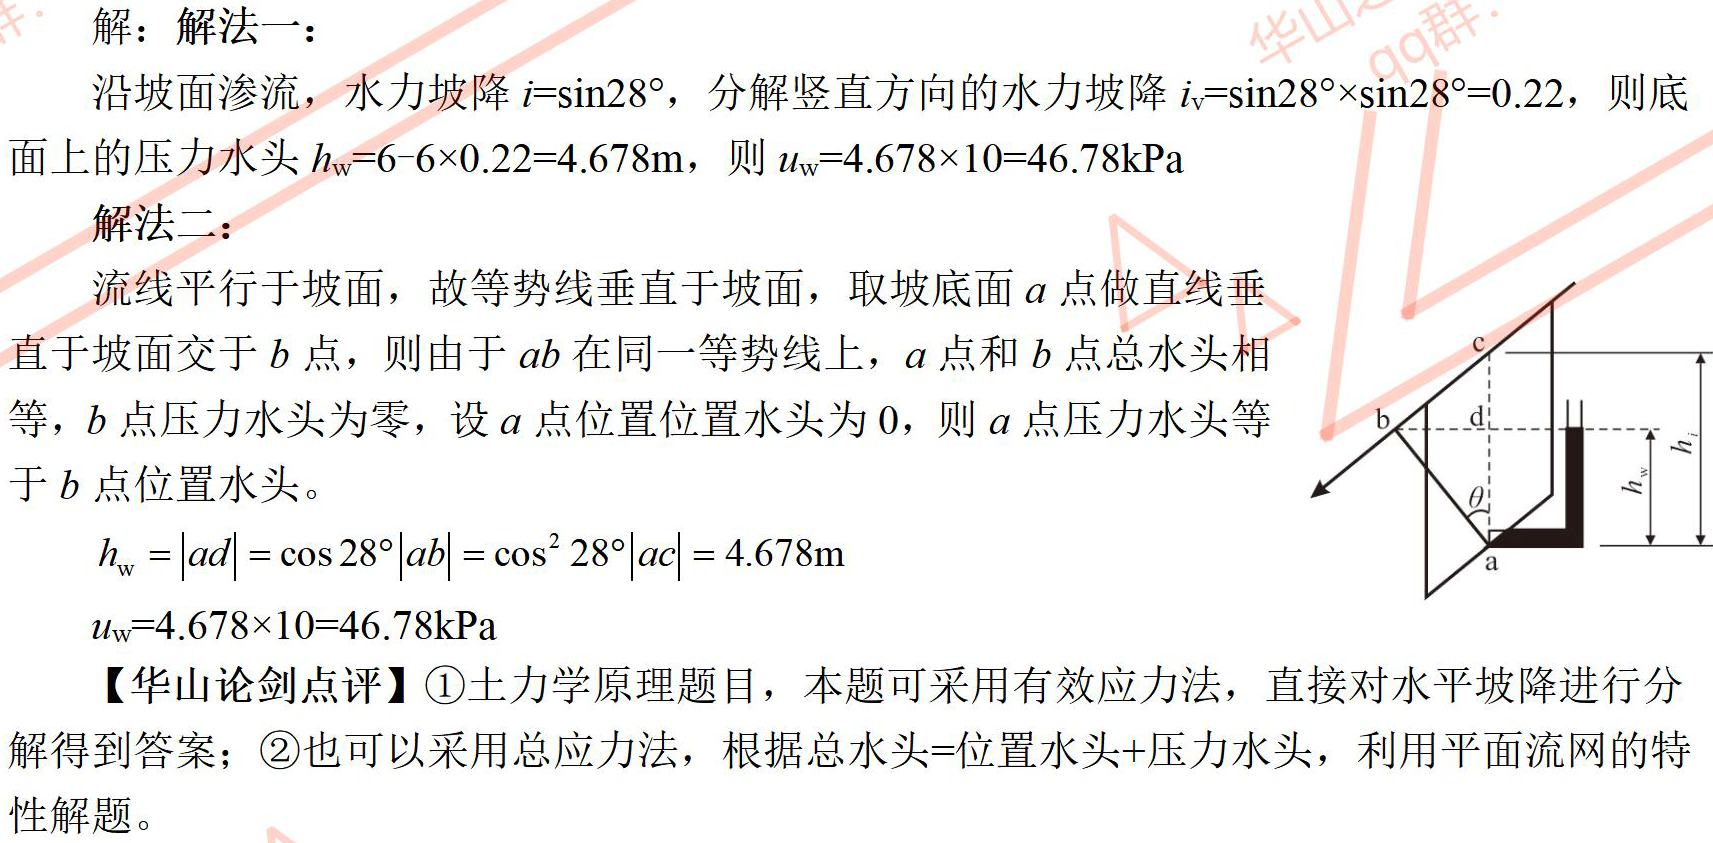 解：解法一：
沿坡面渗流，水力坡降 i=sin28°，分解竖直方向的水力坡降 iv=sin28°×sin28°=0.22，则底
面上的压力水头 hw=6−6×0.22=4.678m，则 uw=4.678×10=46.78kPa
解法二：
流线平行于坡面，故等势线垂直于坡面，取坡底面 a 点做直线垂
直于坡面交于 b 点，则由于 ab 在同一等势线上，a 点和 b 点总水头相
等，b 点压力水头为零，设 a 点位置位置水头为 0，则 a 点压力水头等
于 b 点位置水头。
hw = |ad| = cos 28°|ab| = cos² 28°|ac| = 4.678m
uw=4.678×10=46.78kPa
【华山论剑点评】①土力学原理题目，本题可采用有效应力法，直接对水平坡降进行分
解得到答案；②也可以采用总应力法，根据总水头=位置水头+压力水头，利用平面流网的特
性解题。
c
b
d
θ
a
hw
hi
华山
qq群.
群.